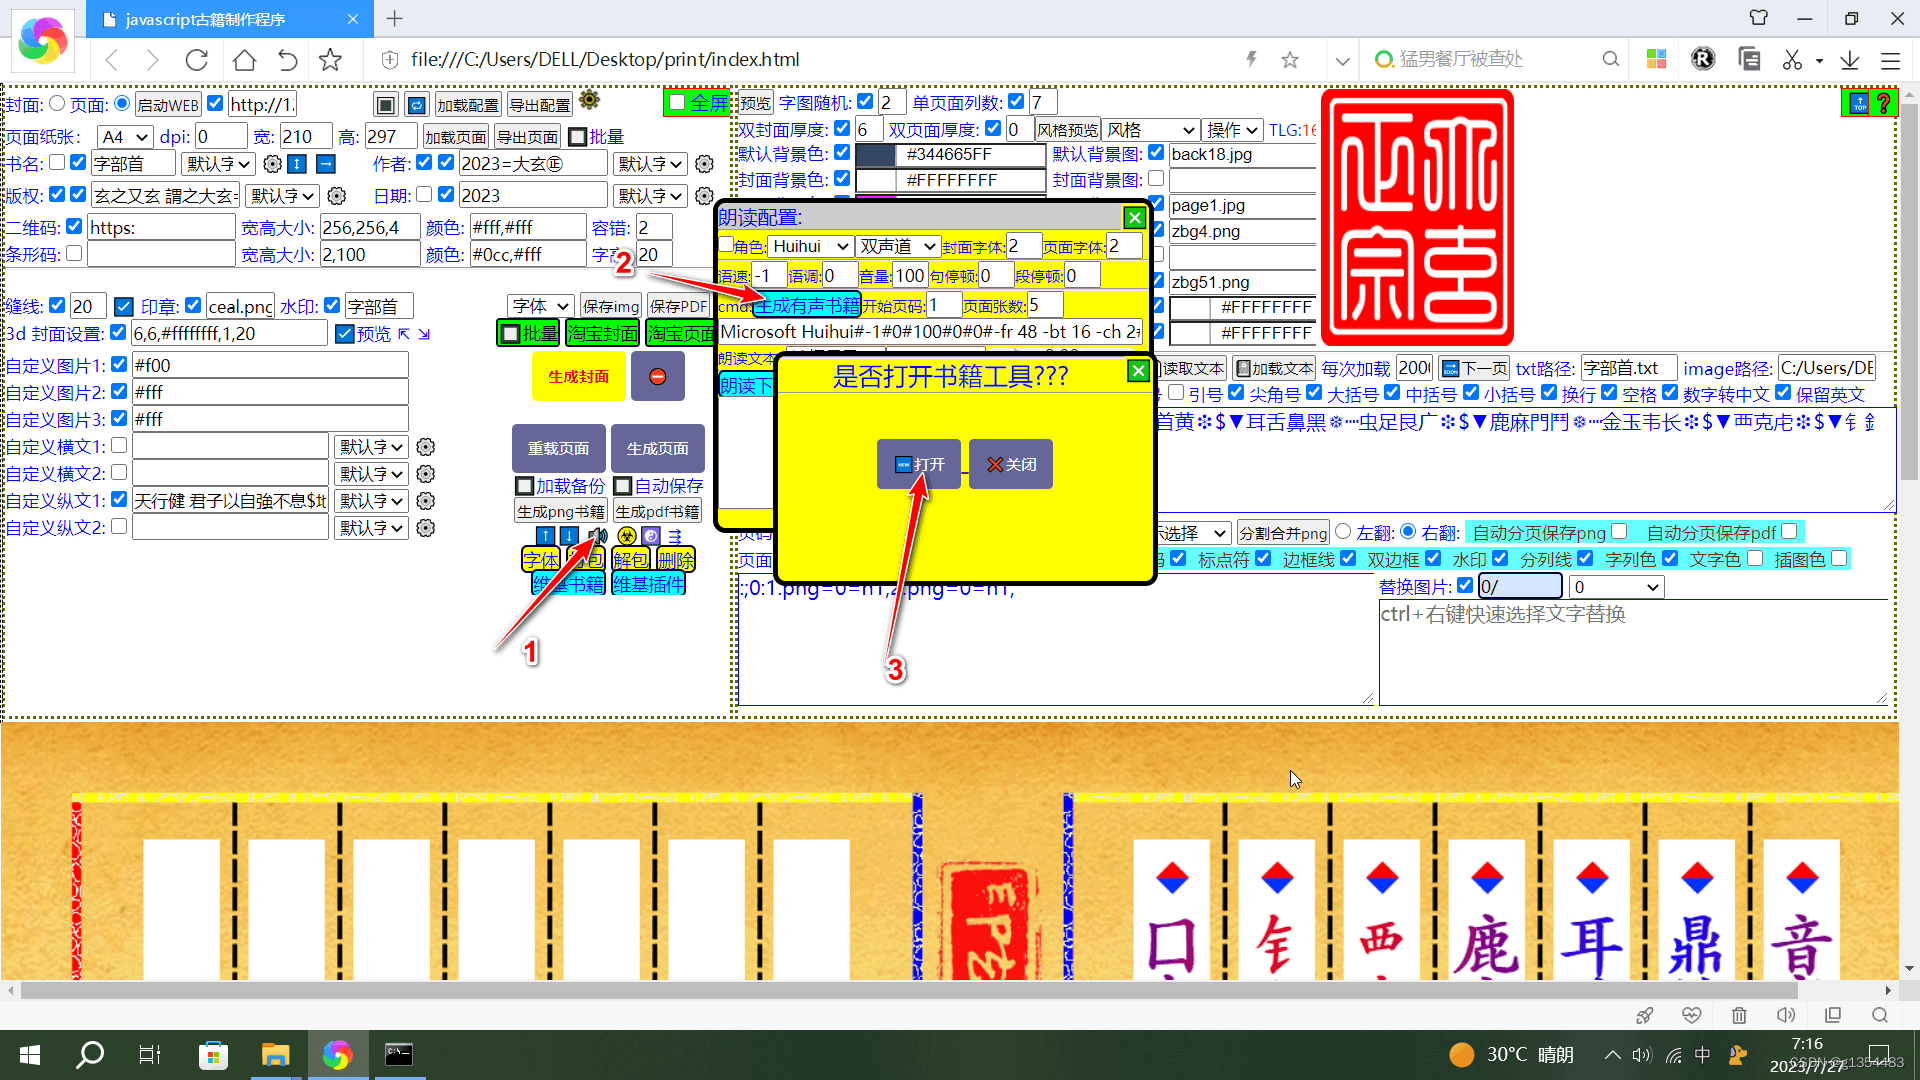 javascript古籍制作程序
file:///C:/Users/DELL/Desktop/print/index.html
猛男餐厅被查处
封面: 页面: 启动WEB http://1. 加载配置 导出配置 全屏
页面纸张: A4 dpi: 0 宽: 210 高: 297 加载页面 导出页面 批量
书名: 字部首 默认字 作者: 2023=大玄㊣ 默认字
版权: 玄之又玄 謂之大玄= 默认字 日期: 2023 默认字
二维码: https: 宽高大小: 256,256,4 颜色: #fff,#fff 容错: 2
条形码: 宽高大小: 2,100 颜色: #0cc,#fff 20
缝线: 20 印章: ceal.png 水印: 字部首 字体 保存img 保存PDF
3d 封面设置: 6,6,#ffffffff,1,20 预览 批量 淘宝封面 淘宝页面
自定义图片1: #f00
自定义图片2: #fff
自定义图片3: #fff
自定义横文1: 默认字
自定义横文2: 默认字
自定义纵文1: 天行健 君子以自強不息$地 默认字
自定义纵文2: 默认字
生成封面
重载页面 生成页面
加载备份 自动保存
生成png书籍 生成pdf书籍
字体 解包 删除
维基书籍 维基插件
预览 字图随机: 2 单页面列数: 7
双封面厚度: 6 双页面厚度: 0 风格预览 风格 操作 TLG:16
默认背景色: #344665FF 默认背景图: back18.jpg
封面背景色: #FFFFFFFF 封面背景图:
page1.jpg
zbg4.png
zbg51.png
#FFFFFFFF
#FFFFFFFF
TOP ?
朗读配置:
角色: Huihui 双声道 封面字体: 2 页面字体: 2
语速: -1 语调: 0 音量: 100 句停顿: 0 段停顿: 0
cmd: 生成有声书籍 开始页码: 1 页面张数: 5
Microsoft Huihui#-1#0#100#0#0#-fr 48 -bt 16 -ch 2#
朗读文本
朗读下
是否打开书籍工具???
NEW 打开 关闭
1
2
3
读取文本 加载文本 每次加载 2000 SOON 下一页 txt路径: 字部首.txt image路径: C:/Users/DE
引号 尖角号 大括号 中括号 小括号 换行 空格 数字转中文 保留英文
首黄❇$▼耳舌鼻黑❇┉虫足艮广❇$▼鹿麻門鬥❇┉金玉韦长❇$▼覀克虍❇$▼钅
选择 分割合并png 左翻: 右翻: 自动分页保存png 自动分页保存pdf
页面 标点符 边框线 双边框 水印 分列线 字列色 文字色 插图色
:;0:1.png=0=n1,2.png=0=n1, 替换图片: 0/ 0
ctrl+右键快速选择文字替换
口 钅 覀 鹿 耳 鼎 音
30°C 晴朗 中 7:16
2023/7/27
CSDN @g1354483